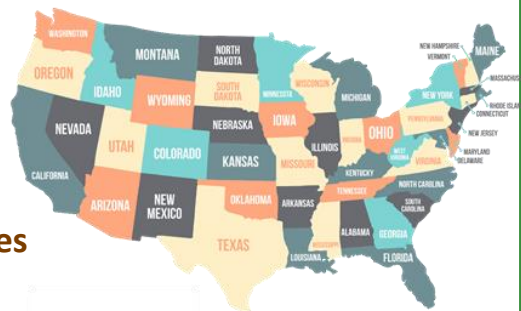 WASHINGTON
OREGON
CALIFORNIA
NEVADA
IDAHO
MONTANA
WYOMING
UTAH
ARIZONA
COLORADO
NEW
MEXICO
NORTH
DAKOTA
SOUTH
DAKOTA
NEBRASKA
KANSAS
OKLAHOMA
TEXAS
MINNESOTA
IOWA
MISSOURI
ARKANSAS
LOUISIANA
WISCONSIN
ILLINOIS
MICHIGAN
INDIANA
OHIO
KENTUCKY
TENNESSEE
MISSISSIPPI
ALABAMA
GEORGIA
FLORIDA
SOUTH
CAROLINA
NORTH CAROLINA
VIRGINIA
WEST
VIRGINIA
PENNSYLVANIA
NEW YORK
NEW HAMPSHIRE
VERMONT
MAINE
MASSACHUS
RHODE ISLAN
CONNECTICUT
NEW JERSEY
MARYLAND
DELAWARE
es